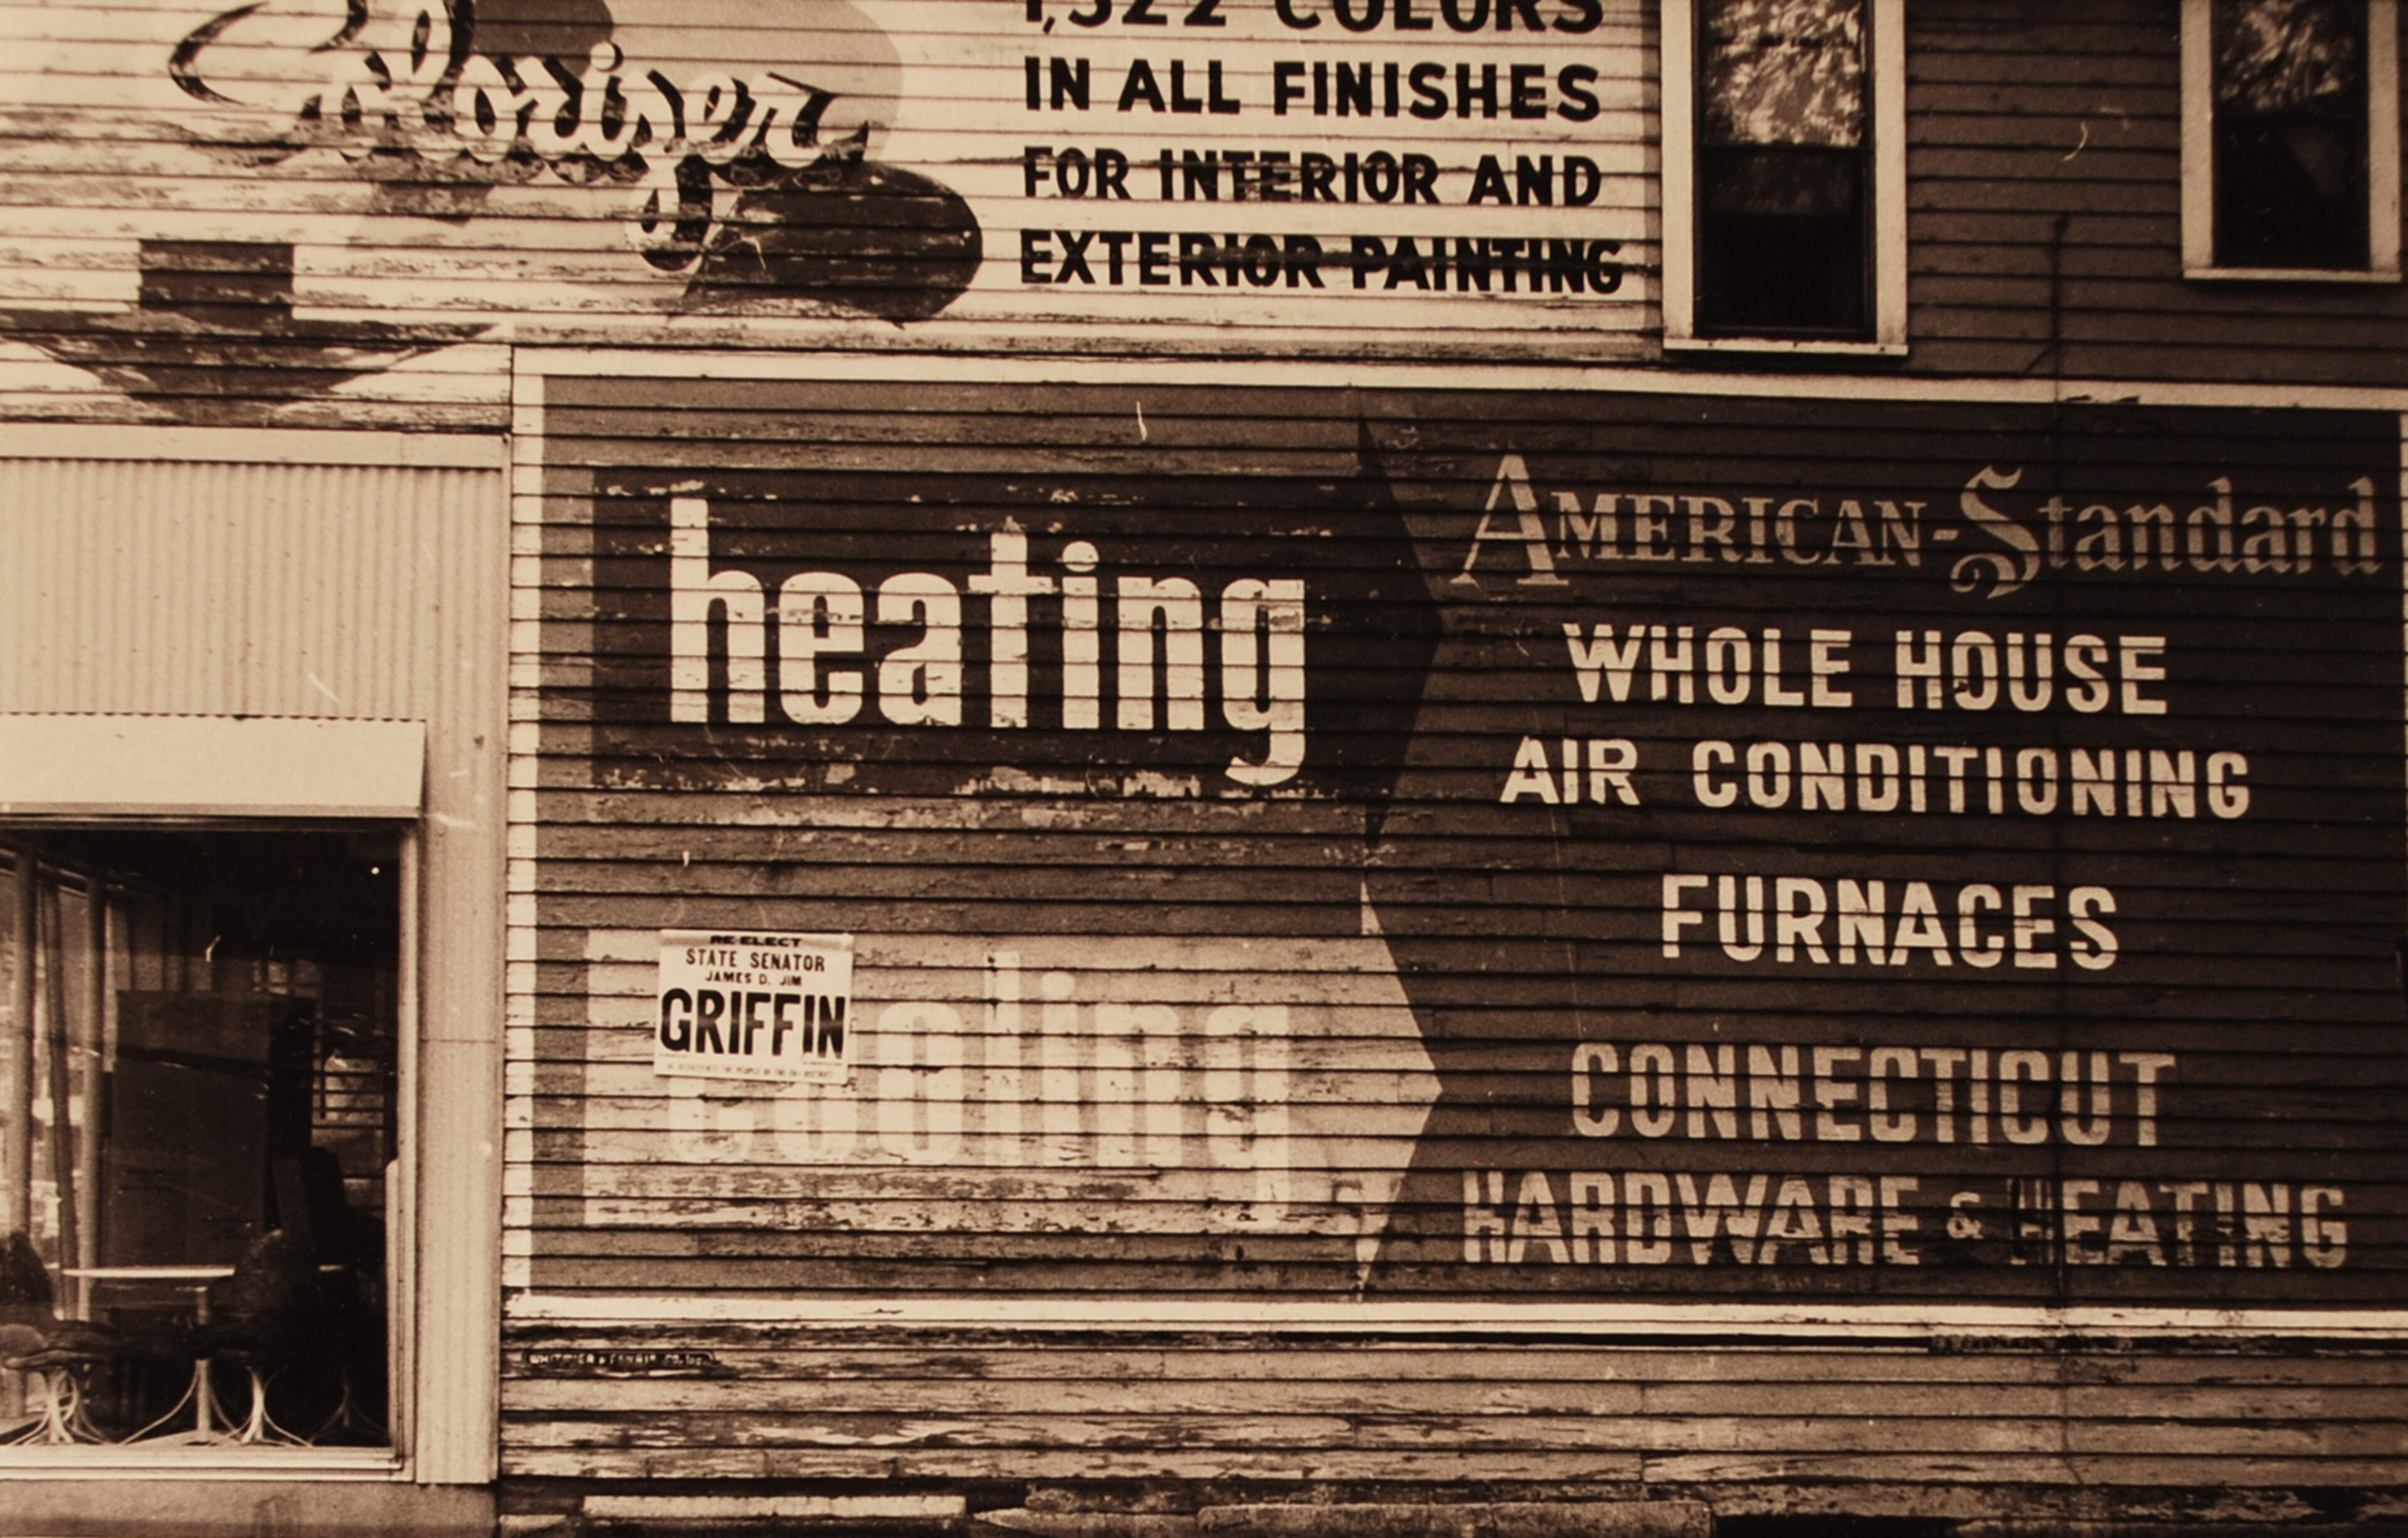 Colorizer
1,322 COLORS
IN ALL FINISHES
FOR INTERIOR AND
EXTERIOR PAINTING
heating
cooling
RE-ELECT
STATE SENATOR
JAMES D. JIM
GRIFFIN
AMERICAN-Standard
WHOLE HOUSE
AIR CONDITIONING
FURNACES
CONNECTICUT
HARDWARE & HEATING